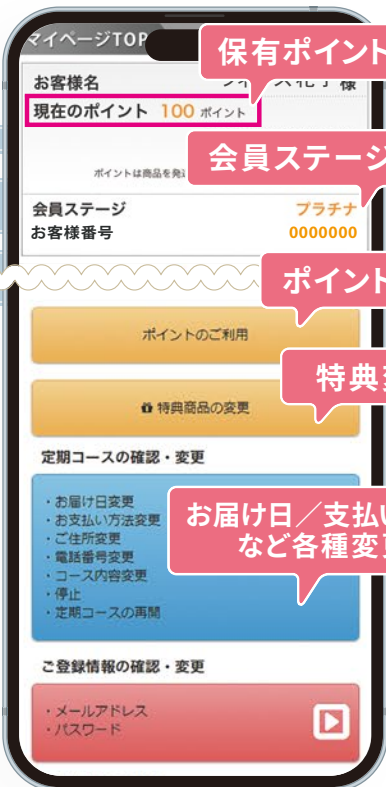 マイページTOP
保有ポイント
お客様名
様
現在のポイント 100 ポイント
会員ステージ
ポイントは商品を発
会員ステージ プラチナ
お客様番号 0000000
ポイント
ポイントのご利用
特典
特典商品の変更
定期コースの確認・変更
・お届け日変更
・お支払い方法変更
・ご住所変更
・電話番号変更
・コース内容変更
・停止
・定期コースの再開
お届け日／支払い
など各種変更
ご登録情報の確認・変更
・メールアドレス
・パスワード